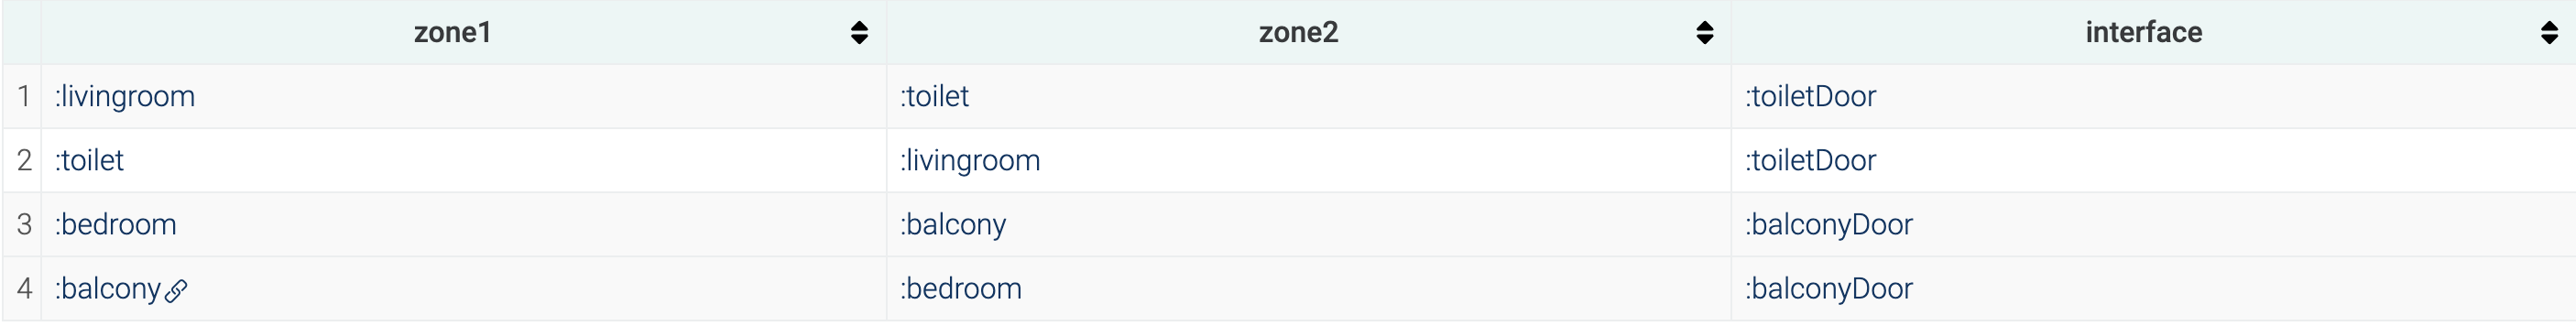 zone1 zone2 interface
1 :livingroom :toilet :toiletDoor
2 :toilet :livingroom :toiletDoor
3 :bedroom :balcony :balconyDoor
4 :balcony :bedroom :balconyDoor